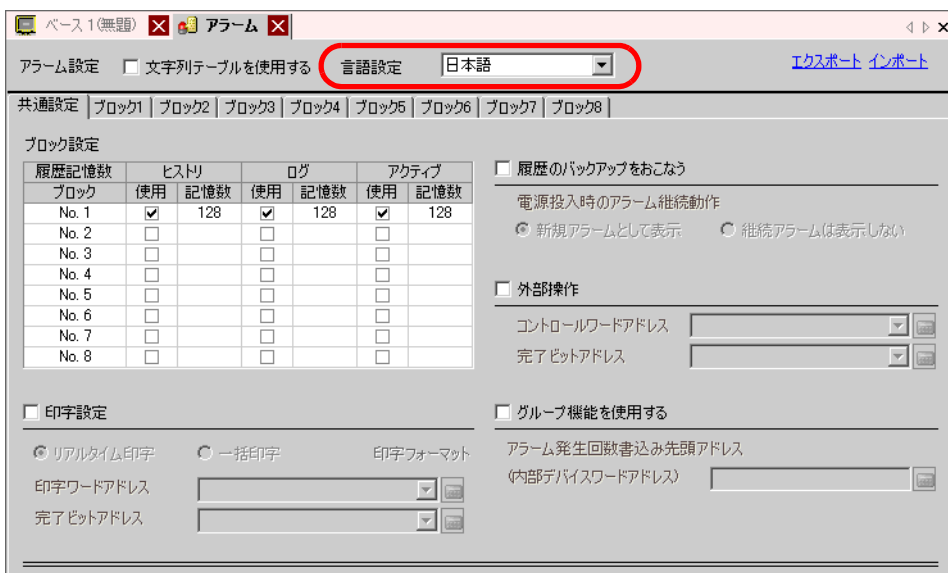 ベース 1(無題) アラーム
アラーム設定 文字列テーブルを使用する 言語設定 日本語 エクスポート インポート
共通設定 ブロック1 ブロック2 ブロック3 ブロック4 ブロック5 ブロック6 ブロック7 ブロック8
ブロック設定
履歴記憶数 ヒストリ ログ アクティブ
ブロック 使用 記憶数 使用 記憶数 使用 記憶数
No. 1 128 128 128
No. 2
No. 3
No. 4
No. 5
No. 6
No. 7
No. 8
履歴のバックアップをおこなう
電源投入時のアラーム継続動作
新規アラームとして表示 継続アラームは表示しない
外部操作
コントロールワードアドレス
完了ビットアドレス
印字設定
リアルタイム印字 一括印字 印字フォーマット
印字ワードアドレス
完了ビットアドレス
グループ機能を使用する
アラーム発生回数書込み先頭アドレス
(内部デバイスワードアドレス)